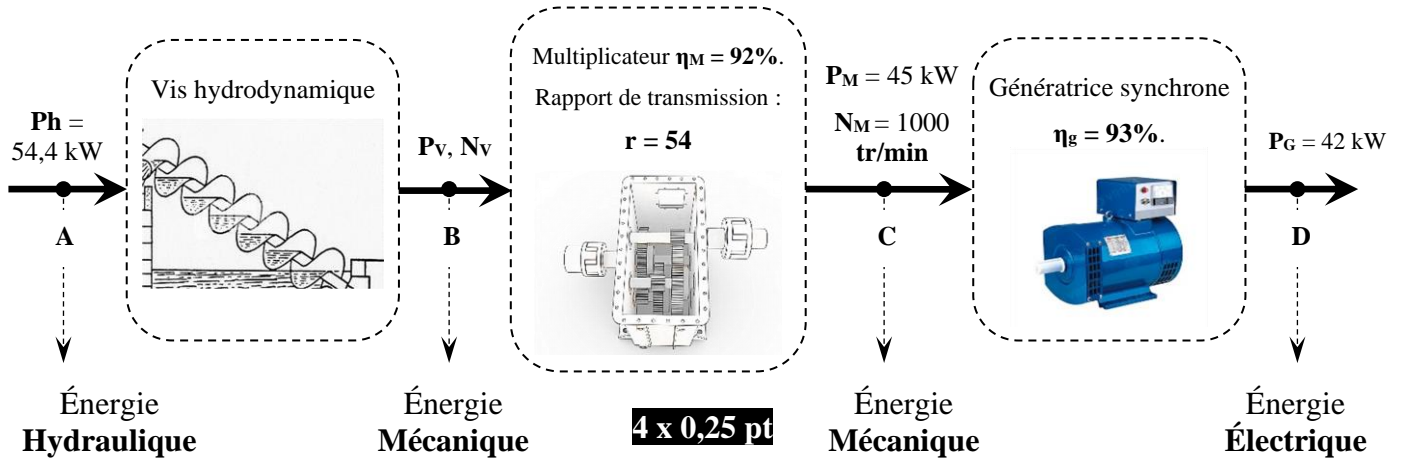 Vis hydrodynamique
Multiplicateur ηM = 92%.
Rapport de transmission :
r = 54
Génératrice synchrone
ηg = 93%.
Ph =
54,4 kW
PV, NV
PM = 45 kW
NM = 1000
tr/min
PG = 42 kW
A
B
C
D
Énergie
Hydraulique
Énergie
Mécanique
4 x 0,25 pt
Énergie
Mécanique
Énergie
Électrique